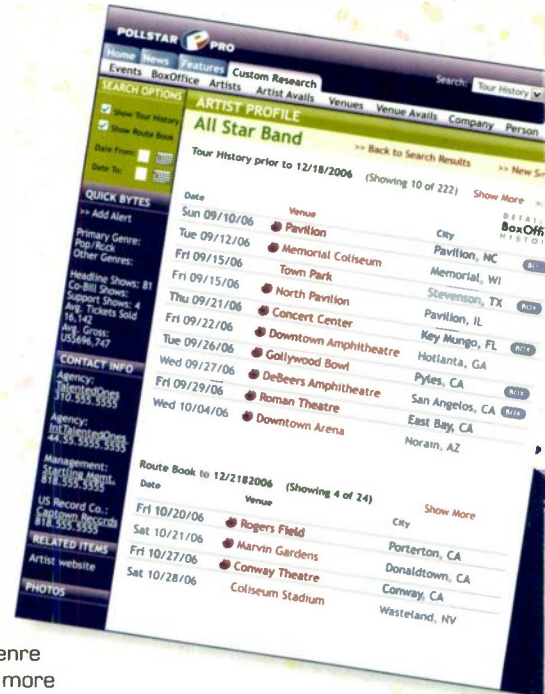 POLLSTAR PRO
Home News Features Custom Research
Search: Tour History
Events BoxOffice Artists Artist Avails Venues Venue Avails Company Person
SEARCH OPTIONS
Show Tour History
Show Route Book
Date From:
Date To:
QUICK BYTES
>> Add Alert
Primary Genre:
Pop/Rock
Other Genres:
Headline Shows: 81
Co-Bill Shows:
Support Shows: 4
Avg. Tickets Sold
16,142
Avg. Gross:
US$696,747
CONTACT INFO
Agency:
TalentedOnes
310.555.5555
Agency:
IntTalentedOnes
44.55.5555.5555
Management:
Startling Mgmt.
818.555.5555
US Record Co.:
Captown Records
818.555.5555
RELATED ITEMS
Artist website
PHOTOS
ARTIST PROFILE
All Star Band
>> Back to Search Results >> New
Tour History prior to 12/18/2006 (Showing 10 of 222) Show More
BoxOffi
Date Venue City
Sun 09/10/06 Pavilion Pavilion, NC
Tue 09/12/06 Memorial Coliseum Memorial, WI
Fri 09/15/06 Town Park Stevenson, TX BOX
Fri 09/15/06 North Pavilion Pavilion, IL
Thu 09/21/06 Concert Center Key Mungo, FL BOX
Fri 09/22/06 Downtown Amphitheatre Hotlanta, GA
Tue 09/26/06 Gollywood Bowl Pyles, CA BOX
Wed 09/27/06 DeBeers Amphitheatre San Angelos, CA BOX
Fri 09/29/06 Roman Theatre East Bay, CA
Wed 10/04/06 Downtown Arena Norain, AZ
Route Book to 12/2182006 (Showing 4 of 24) Show More
Date Venue City
Fri 10/20/06 Rogers Field Porterton, CA
Sat 10/21/06 Marvin Gardens Donaldtown, CA
Fri 10/27/06 Conway Theatre Conway, CA
Sat 10/28/06 Coliseum Stadium Wasteland, NV
enre
more